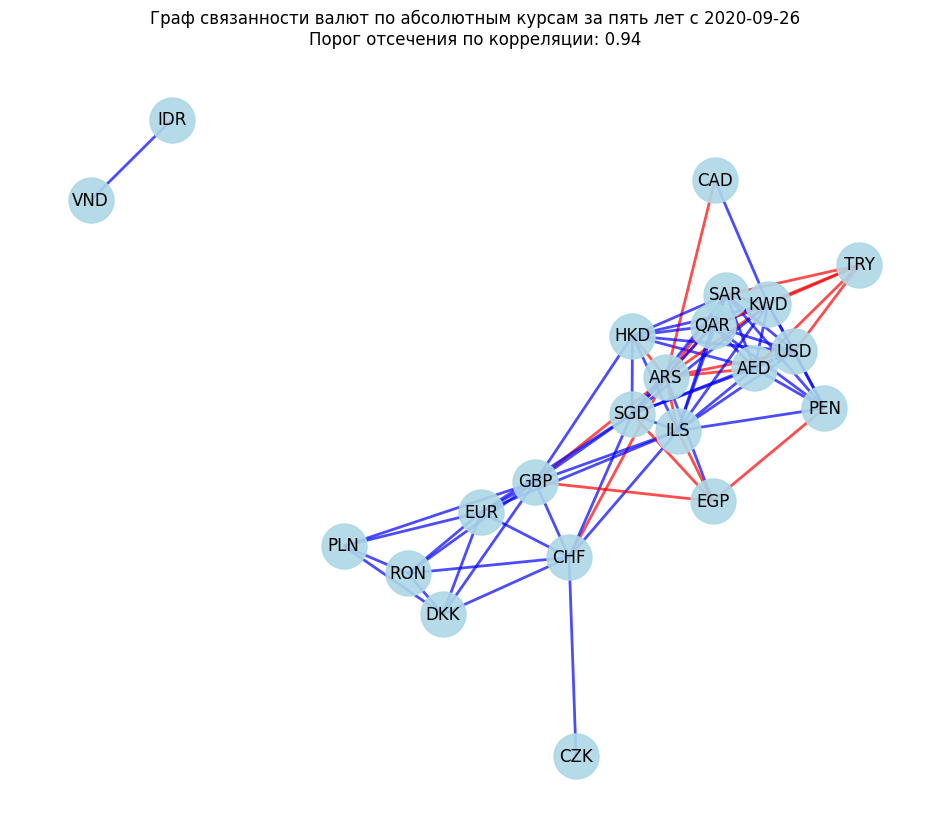 Граф связанности валют по абсолютным курсам за пять лет с 2020-09-26
Порог отсечения по корреляции: 0.94
IDR
VND
CAD
TRY
SAR
KWD
QAR
HKD
USD
AED
ARS
PEN
SGD
ILS
GBP
EGP
EUR
PLN
CHF
RON
DKK
CZK